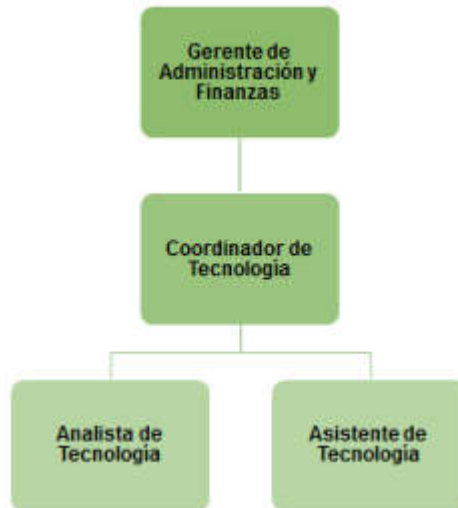 Gerente de
Administración y
Finanzas
Coordinador de
Tecnología
Analista de
Tecnología
Asistente de
Tecnología